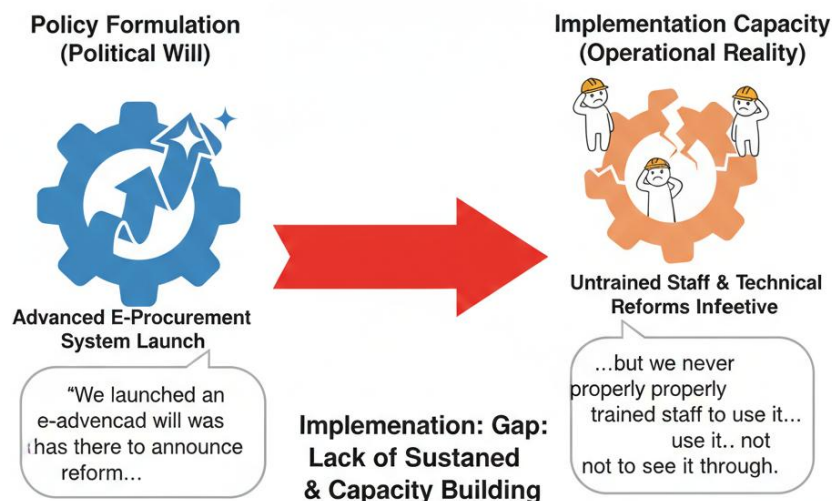 Policy Formulation
(Political Will)
Implementation Capacity
(Operational Reality)
Advanced E-Procurement
System Launch
Untrained Staff & Technical
Reforms Infeetive
“We launched an
e-advencad will was
has there to announce
reform...
...but we never
properly properly
trained staff to use it...
use it.. not
not to see it through.
Implemenation: Gap:
Lack of Sustaned
& Capacity Building